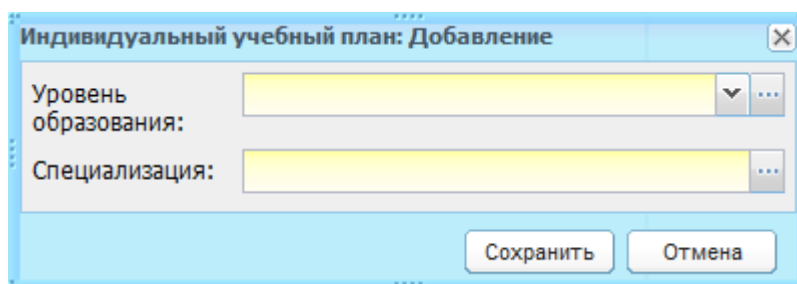 Индивидуальный учебный план: Добавление
Уровень
образования:
Специализация:
Сохранить Отмена